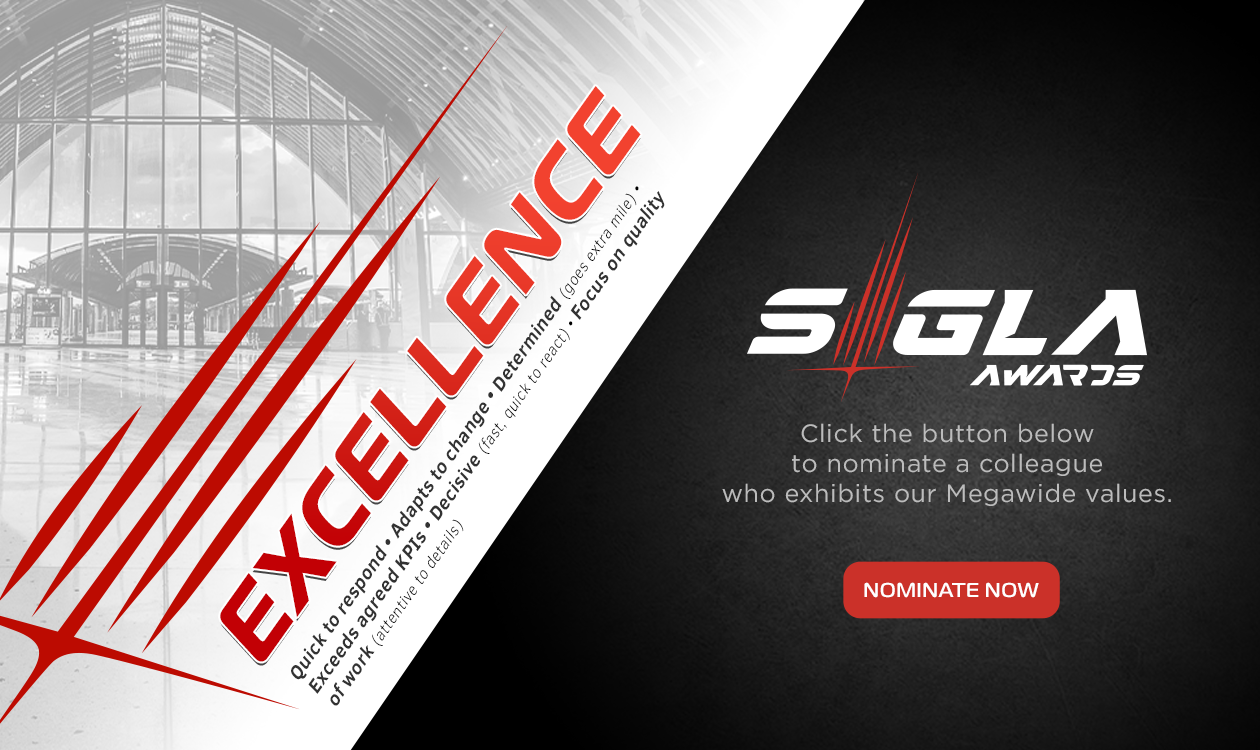 EXCELLENCE
Quick to respond • Adapts to change • Determined (goes extra mile) •
Exceeds agreed KPIs • Decisive (fast, quick to react) • Focus on quality
of work (attentive to details)
SIGLA
AWARDS
Click the button below
to nominate a colleague
who exhibits our Megawide values.
NOMINATE NOW